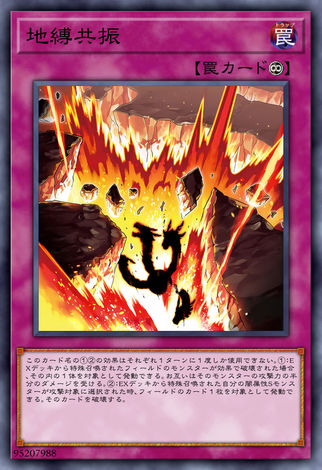 地縛共振
トラップ
罠
【罠カード♾】
このカード名の①②の効果はそれぞれ１ターンに１度しか使用できない。①：E
Xデッキから特殊召喚されたフィールドのモンスターが効果で破壊された場合
、その内の１体を対象として発動できる。お互いはそのモンスターの攻撃力の半
分のダメージを受ける。②：EXデッキから特殊召喚された自分の闇属性Sモンス
ターが攻撃対象に選択された時、フィールドのカード１枚を対象として発動でき
る。そのカードを破壊する。
95207988